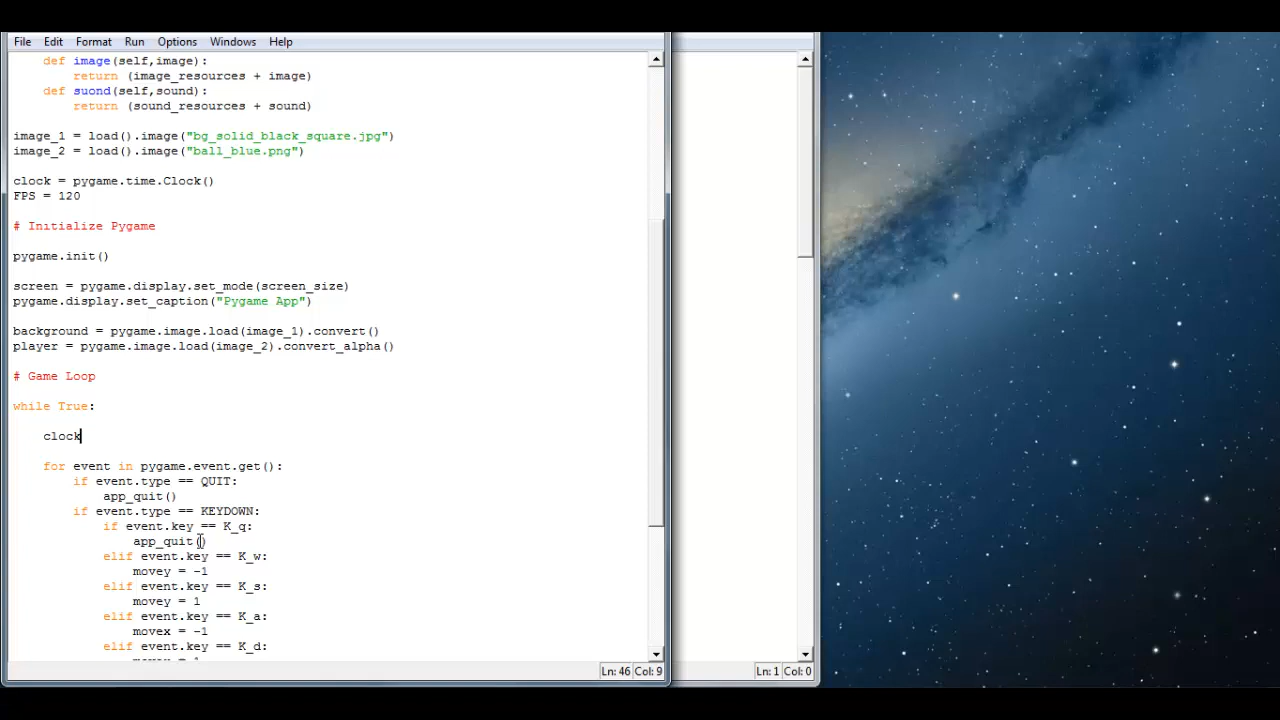 File Edit Format Run Options Windows Help
def image(self,image):
return (image_resources + image)
def suond(self,sound):
return (sound_resources + sound)
image_1 = load().image("bg_solid_black_square.jpg")
image_2 = load().image("ball_blue.png")
clock = pygame.time.Clock()
FPS = 120
# Initialize Pygame
pygame.init()
screen = pygame.display.set_mode(screen_size)
pygame.display.set_caption("Pygame App")
background = pygame.image.load(image_1).convert()
player = pygame.image.load(image_2).convert_alpha()
# Game Loop
while True:
clock
for event in pygame.event.get():
if event.type == QUIT:
app_quit()
if event.type == KEYDOWN:
if event.key == K_q:
app_quit()
elif event.key == K_w:
movey = -1
elif event.key == K_s:
movey = 1
elif event.key == K_a:
movex = -1
elif event.key == K_d:
movex = 1
Ln: 46 Col: 9
Ln: 1 Col: 0